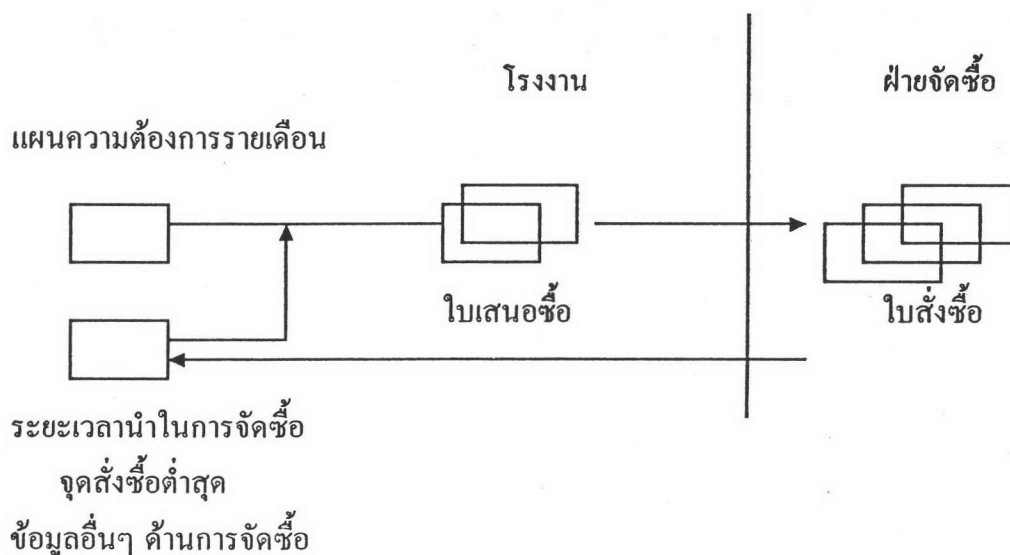 โรงงาน
ฝ่ายจัดซื้อ
แผนความต้องการรายเดือน
ใบเสนอซื้อ
ใบสั่งซื้อ
ระยะเวลานำในการจัดซื้อ
จุดสั่งซื้อต่ำสุด
ข้อมูลอื่นๆ ด้านการจัดซื้อ